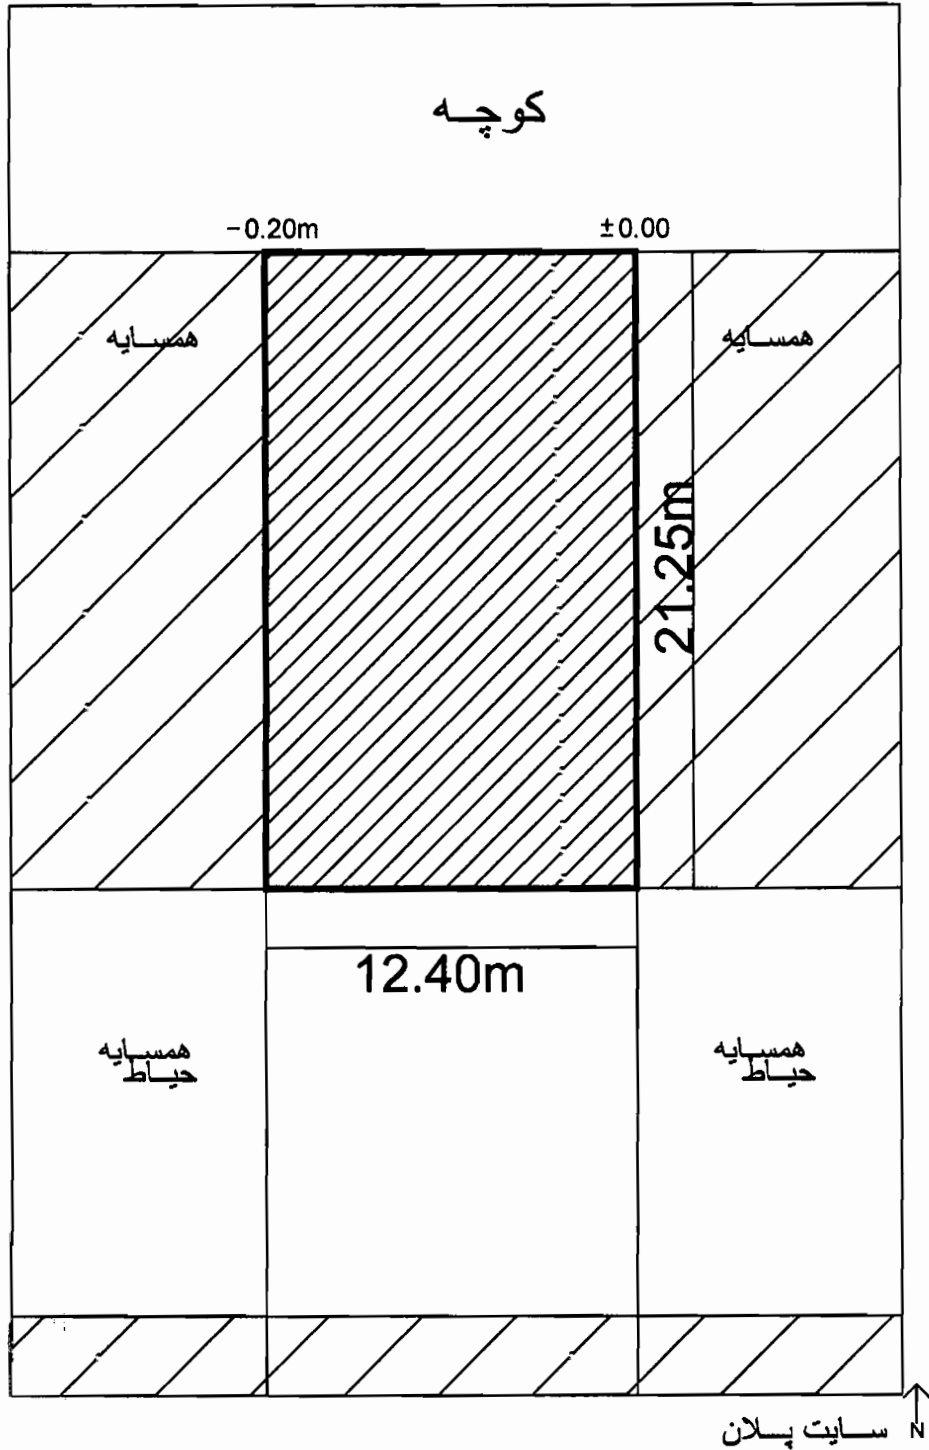 کوچه
-0.20m ±0.00
همسایه همسایه
21.25m
12.40m
همسایه همسایه
حیاط حیاط
N
سایت پلان